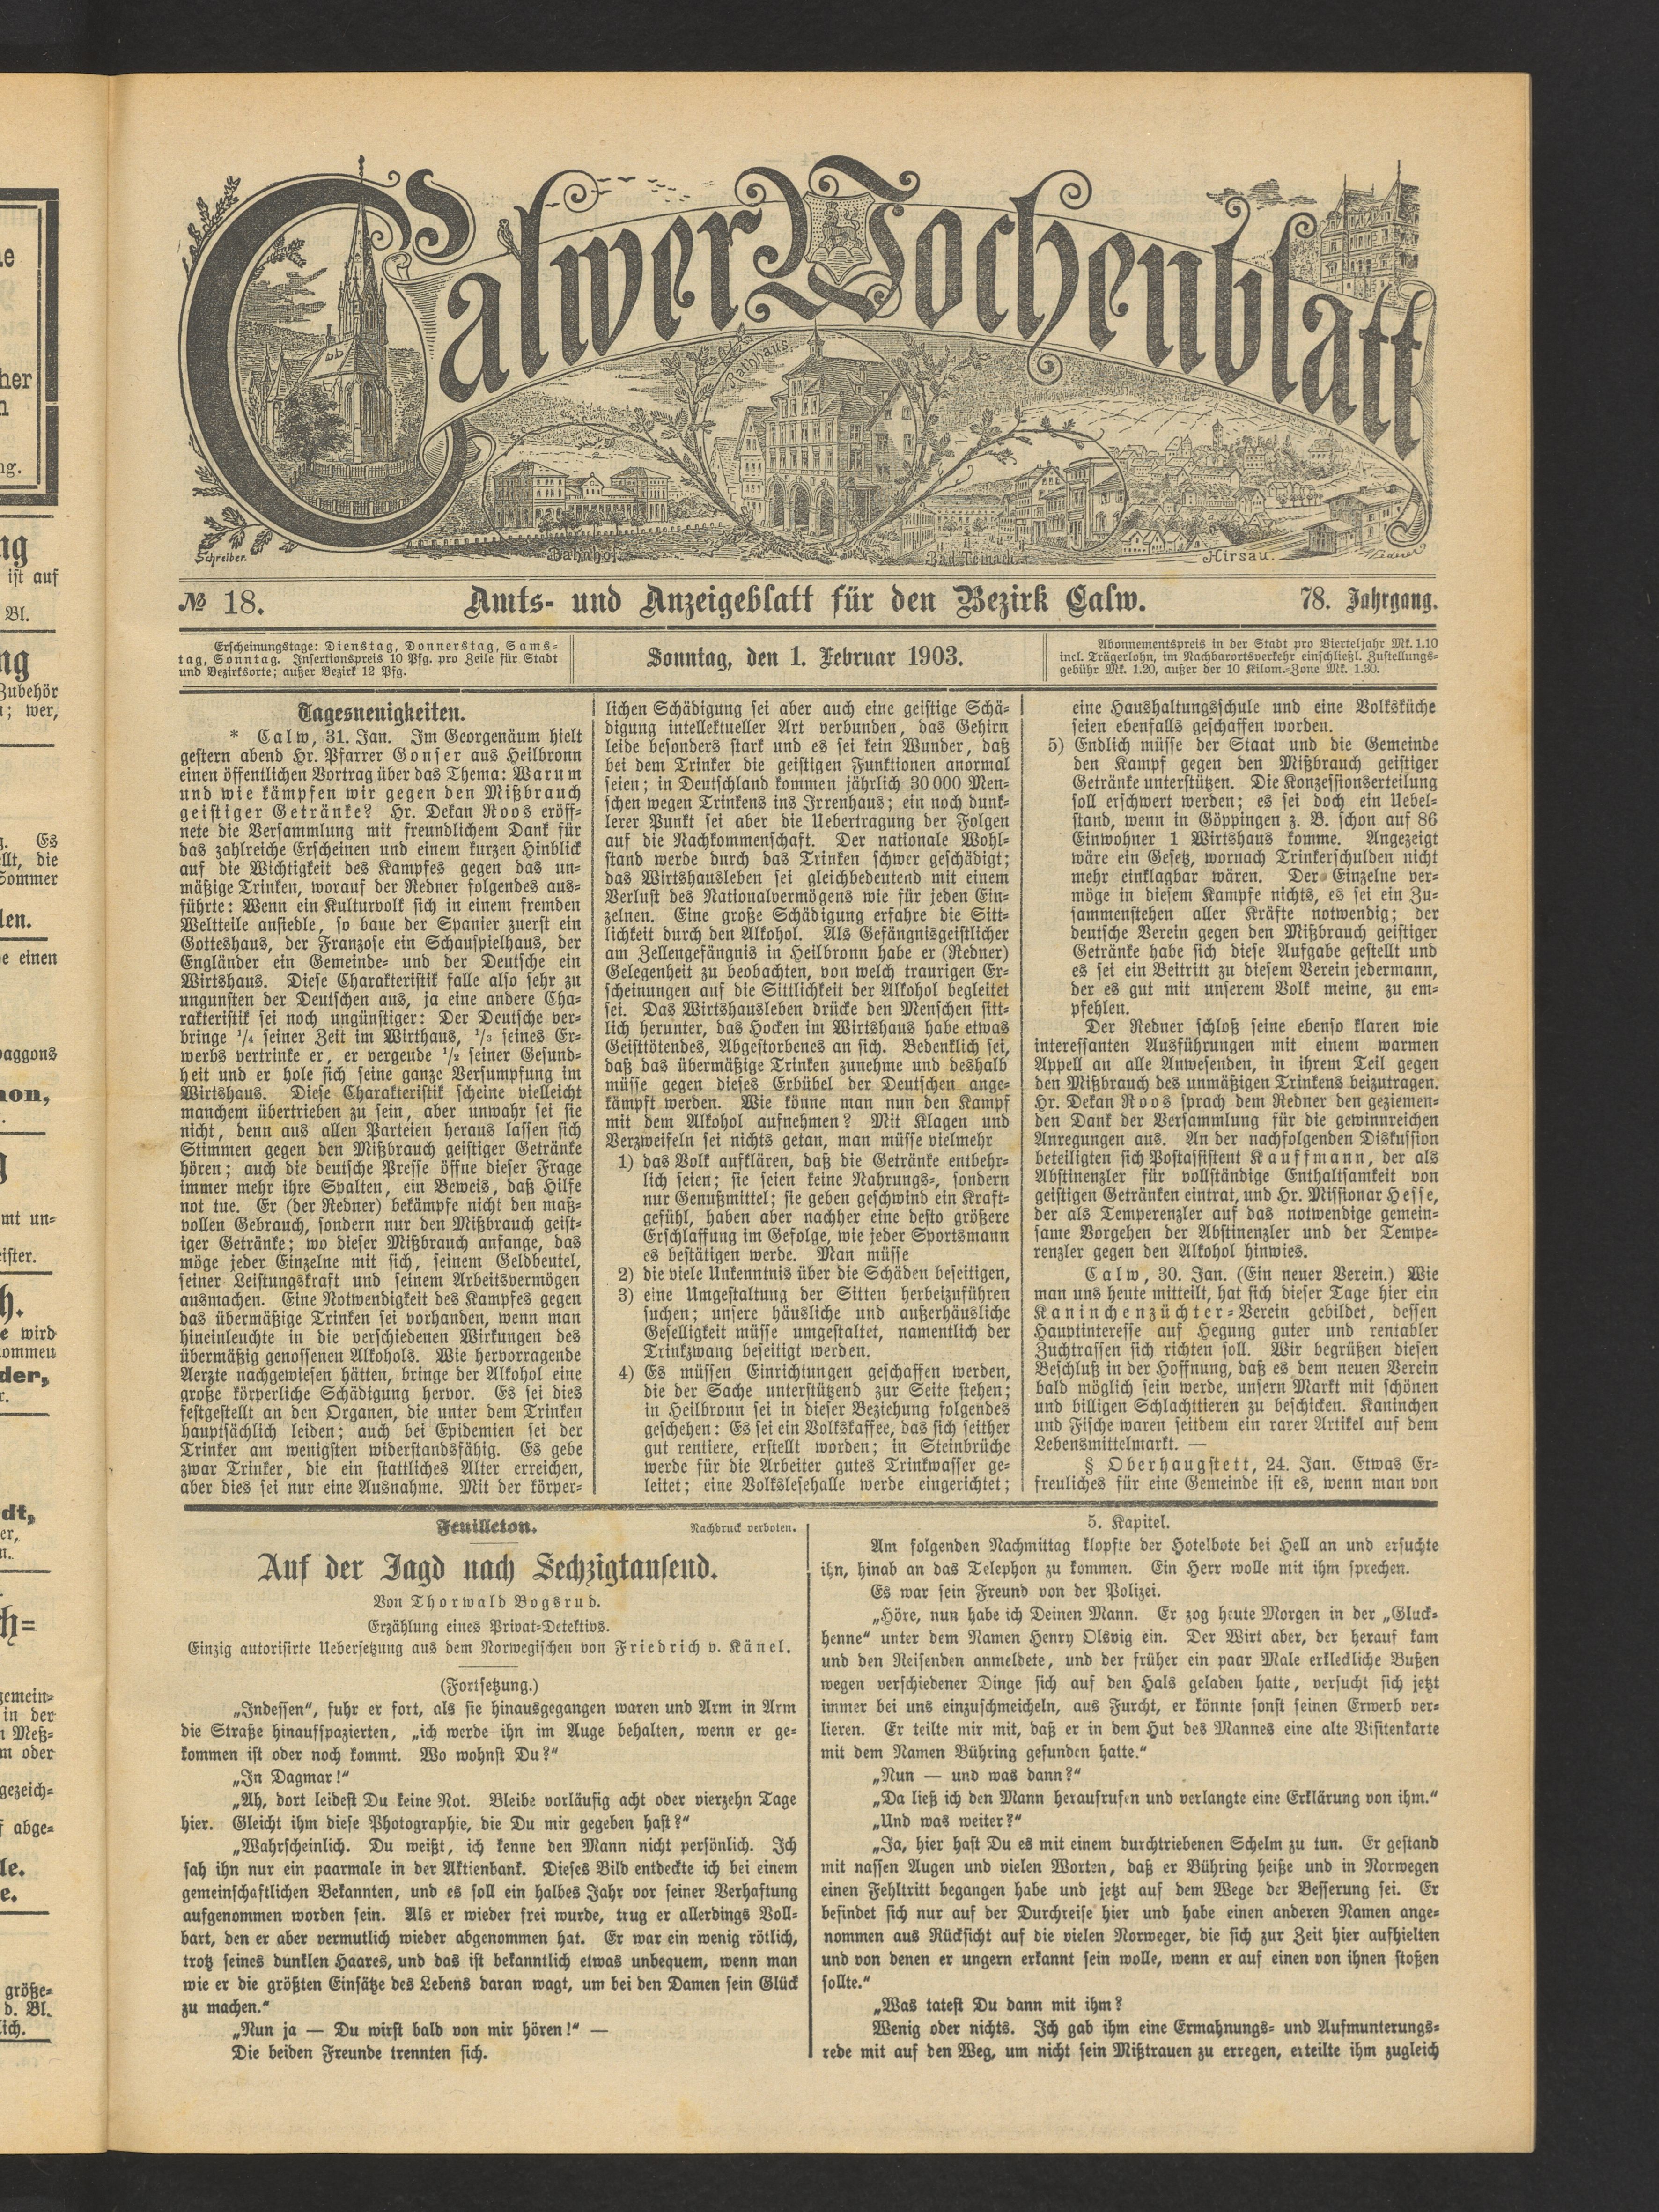 Calwer Wochenblatt
Rathhaus.
Schreiber.
Bahnhof.
Bad Teinach.
Hirsau.
№ 18.
Amts- und Anzeigeblatt für den Bezirk Calw.
78. Jahrgang.
Erscheinungstage: Dienstag, Donnerstag, Sams-
tag, Sonntag. Insertionspreis 10 Pfg. pro Zeile für Stadt
und Bezirksorte; außer Bezirk 12 Pfg.
Sonntag, den 1. Februar 1903.
Abonnementspreis in der Stadt pro Vierteljahr Mk. 1.10
incl. Trägerlohn, im Nachbarortsverkehr einschließl. Zustellungs-
gebühr Mk. 1.20, außer der 10 Kilom.-Zone Mk. 1.30.
Tagesneuigkeiten.
* Calw, 31. Jan. Im Georgenäum hielt
gestern abend Hr. Pfarrer Gonser aus Heilbronn
einen öffentlichen Vortrag über das Thema: Warum
und wie kämpfen wir gegen den Mißbrauch
geistiger Getränke? Hr. Dekan Roos eröff-
nete die Versammlung mit freundlichem Dank für
das zahlreiche Erscheinen und einem kurzen Hinblick
auf die Wichtigkeit des Kampfes gegen das un-
mäßige Trinken, worauf der Redner folgendes aus-
führte: Wenn ein Kulturvolk sich in einem fremden
Weltteile ansiedle, so baue der Spanier zuerst ein
Gotteshaus, der Franzose ein Schauspielhaus, der
Engländer ein Gemeinde- und der Deutsche ein
Wirtshaus. Diese Charakteristik falle also sehr zu
ungunsten der Deutschen aus, ja eine andere Cha-
rakteristik sei noch ungünstiger: Der Deutsche ver-
bringe 1/4 seiner Zeit im Wirthaus, 1/3 seines Er-
werbs vertrinke er, er vergeude 1/2 seiner Gesund-
heit und er hole sich seine ganze Versumpfung im
Wirtshaus. Diese Charakteristik scheine vielleicht
manchem übertrieben zu sein, aber unwahr sei sie
nicht, denn aus allen Parteien heraus lassen sich
Stimmen gegen den Mißbrauch geistiger Getränke
hören; auch die deutsche Presse öffne dieser Frage
immer mehr ihre Spalten, ein Beweis, daß Hilfe
not tue. Er (der Redner) bekämpfe nicht den maß-
vollen Gebrauch, sondern nur den Mißbrauch geist-
iger Getränke; wo dieser Mißbrauch anfange, das
möge jeder Einzelne mit sich, seinem Geldbeutel,
seiner Leistungskraft und seinem Arbeitsvermögen
ausmachen. Eine Notwendigkeit des Kampfes gegen
das übermäßige Trinken sei vorhanden, wenn man
hineinleuchte in die verschiedenen Wirkungen des
übermäßig genossenen Alkohols. Wie hervorragende
Aerzte nachgewiesen hätten, bringe der Alkohol eine
große körperliche Schädigung hervor. Es sei dies
festgestellt an den Organen, die unter dem Trinken
hauptsächlich leiden; auch bei Epidemien sei der
Trinker am wenigsten widerstandsfähig. Es gebe
zwar Trinker, die ein stattliches Alter erreichen,
aber dies sei nur eine Ausnahme. Mit der körper-
lichen Schädigung sei aber auch eine geistige Schä-
digung intellektueller Art verbunden, das Gehirn
leide besonders stark und es sei kein Wunder, daß
bei dem Trinker die geistigen Funktionen anormal
seien; in Deutschland kommen jährlich 30 000 Men-
schen wegen Trinkens ins Irrenhaus; ein noch dunk-
lerer Punkt sei aber die Uebertragung der Folgen
auf die Nachkommenschaft. Der nationale Wohl-
stand werde durch das Trinken schwer geschädigt;
das Wirtshausleben sei gleichbedeutend mit einem
Verlust des Nationalvermögens wie für jeden Ein-
zelnen. Eine große Schädigung erfahre die Sitt-
lichkeit durch den Alkohol. Als Gefängnisgeistlicher
am Zellengefängnis in Heilbronn habe er (Redner)
Gelegenheit zu beobachten, von welch traurigen Er-
scheinungen auf die Sittlichkeit der Alkohol begleitet
sei. Das Wirtshausleben drücke den Menschen sitt-
lich herunter, das Hocken im Wirtshaus habe etwas
Geisttötendes, Abgestorbenes an sich. Bedenklich sei,
daß das übermäßige Trinken zunehme und deshalb
müsse gegen dieses Erbübel der Deutschen ange-
kämpft werden. Wie könne man nun den Kampf
mit dem Alkohol aufnehmen? Mit Klagen und
Verzweifeln sei nichts getan, man müsse vielmehr
1) das Volk aufklären, daß die Getränke entbehr-
lich seien; sie seien keine Nahrungs-, sondern
nur Genußmittel; sie geben geschwind ein Kraft-
gefühl, haben aber nachher eine desto größere
Erschlaffung im Gefolge, wie jeder Sportsmann
es bestätigen werde. Man müsse
2) die viele Unkenntnis über die Schäden beseitigen,
3) eine Umgestaltung der Sitten herbeizuführen
suchen; unsere häusliche und außerhäusliche
Geselligkeit müsse umgestaltet, namentlich der
Trinkzwang beseitigt werden.
4) Es müssen Einrichtungen geschaffen werden,
die der Sache unterstützend zur Seite stehen;
in Heilbronn sei in dieser Beziehung folgendes
geschehen: Es sei ein Volkskaffee, das sich seither
gut rentiere, erstellt worden; in Steinbrüche
werde für die Arbeiter gutes Trinkwasser ge-
leitet; eine Volkslesehalle werde eingerichtet;
eine Haushaltungsschule und eine Volksküche
seien ebenfalls geschaffen worden.
5) Endlich müsse der Staat und die Gemeinde
den Kampf gegen den Mißbrauch geistiger
Getränke unterstützen. Die Konzessionserteilung
soll erschwert werden; es sei doch ein Uebel-
stand, wenn in Göppingen z. B. schon auf 86
Einwohner 1 Wirtshaus komme. Angezeigt
wäre ein Gesetz, wornach Trinkerschulden nicht
mehr einklagbar wären. Der Einzelne ver-
möge in diesem Kampfe nichts, es sei ein Zu-
sammenstehen aller Kräfte notwendig; der
deutsche Verein gegen den Mißbrauch geistiger
Getränke habe sich diese Aufgabe gestellt und
es sei ein Beitritt zu diesem Verein jedermann,
der es gut mit unserem Volk meine, zu em-
pfehlen.
Der Redner schloß seine ebenso klaren wie
interessanten Ausführungen mit einem warmen
Appell an alle Anwesenden, in ihrem Teil gegen
den Mißbrauch des unmäßigen Trinkens beizutragen.
Hr. Dekan Roos sprach dem Redner den geziemen-
den Dank der Versammlung für die gewinnreichen
Anregungen aus. An der nachfolgenden Diskussion
beteiligten sich Postassistent Kauffmann, der als
Abstinenzler für vollständige Enthaltsamkeit von
geistigen Getränken eintrat, und Hr. Missionar Hesse,
der als Temperenzler auf das notwendige gemein-
same Vorgehen der Abstinenzler und der Tempe-
renzler gegen den Alkohol hinwies.
Calw, 30. Jan. (Ein neuer Verein.) Wie
man uns heute mitteilt, hat sich dieser Tage hier ein
Kaninchenzüchter-Verein gebildet, dessen
Hauptinteresse auf Hegung guter und rentabler
Zuchtrassen sich richten soll. Wir begrüßen diesen
Beschluß in der Hoffnung, daß es dem neuen Verein
bald möglich sein werde, unsern Markt mit schönen
und billigen Schlachttieren zu beschicken. Kaninchen
und Fische waren seitdem ein rarer Artikel auf dem
Lebensmittelmarkt. —
§ Oberhaugstett, 24. Jan. Etwas Er-
freuliches für eine Gemeinde ist es, wenn man von
Feuilleton.
Nachdruck verboten.
Auf der Jagd nach Sechzigtausend.
Von Thorwald Bogsrud.
Erzählung eines Privat-Detektivs.
Einzig autorisirte Uebersetzung aus dem Norwegischen von Friedrich v. Känel.
(Fortsetzung.)
„Indessen“, fuhr er fort, als sie hinausgegangen waren und Arm in Arm
die Straße hinaufspazierten, „ich werde ihn im Auge behalten, wenn er ge-
kommen ist oder noch kommt. Wo wohnst Du?“
„In Dagmar!“
„Ah, dort leidest Du keine Not. Bleibe vorläufig acht oder vierzehn Tage
hier. Gleicht ihm diese Photographie, die Du mir gegeben hast?“
„Wahrscheinlich. Du weißt, ich kenne den Mann nicht persönlich. Ich
sah ihn nur ein paarmale in der Aktienbank. Dieses Bild entdeckte ich bei einem
gemeinschaftlichen Bekannten, und es soll ein halbes Jahr vor seiner Verhaftung
aufgenommen worden sein. Als er wieder frei wurde, trug er allerdings Voll-
bart, den er aber vermutlich wieder abgenommen hat. Er war ein wenig rötlich,
trotz seines dunklen Haares, und das ist bekanntlich etwas unbequem, wenn man
wie er die größten Einsätze des Lebens daran wagt, um bei den Damen sein Glück
zu machen.“
„Nun ja — Du wirst bald von mir hören!“ —
Die beiden Freunde trennten sich.
5. Kapitel.
Am folgenden Nachmittag klopfte der Hotelbote bei Hell an und ersuchte
ihn, hinab an das Telephon zu kommen. Ein Herr wolle mit ihm sprechen.
Es war sein Freund von der Polizei.
„Höre, nun habe ich Deinen Mann. Er zog heute Morgen in der „Gluck-
henne“ unter dem Namen Henry Olsvig ein. Der Wirt aber, der herauf kam
und den Reisenden anmeldete, und der früher ein paar Male erkleckliche Bußen
wegen verschiedener Dinge sich auf den Hals geladen hatte, versucht sich jetzt
immer bei uns einzuschmeicheln, aus Furcht, er könnte sonst seinen Erwerb ver-
lieren. Er teilte mir mit, daß er in dem Hut des Mannes eine alte Visitenkarte
mit dem Namen Bühring gefunden hatte.“
„Nun — und was dann?“
„Da ließ ich den Mann heraufrufen und verlangte eine Erklärung von ihm.“
„Und was weiter?“
„Ja, hier hast Du es mit einem durchtriebenen Schelm zu tun. Er gestand
mit nassen Augen und vielen Worten, daß er Bühring heiße und in Norwegen
einen Fehltritt begangen habe und jetzt auf dem Wege der Besserung sei. Er
befindet sich nur auf der Durchreise hier und habe einen anderen Namen ange-
nommen aus Rücksicht auf die vielen Norweger, die sich zur Zeit hier aufhielten
und von denen er ungern erkannt sein wolle, wenn er auf einen von ihnen stoßen
sollte.“
„Was tatest Du dann mit ihm?
Wenig oder nichts. Ich gab ihm eine Ermahnungs- und Aufmunterungs-
rede mit auf den Weg, um nicht sein Mißtrauen zu erregen, erteilte ihm zugleich